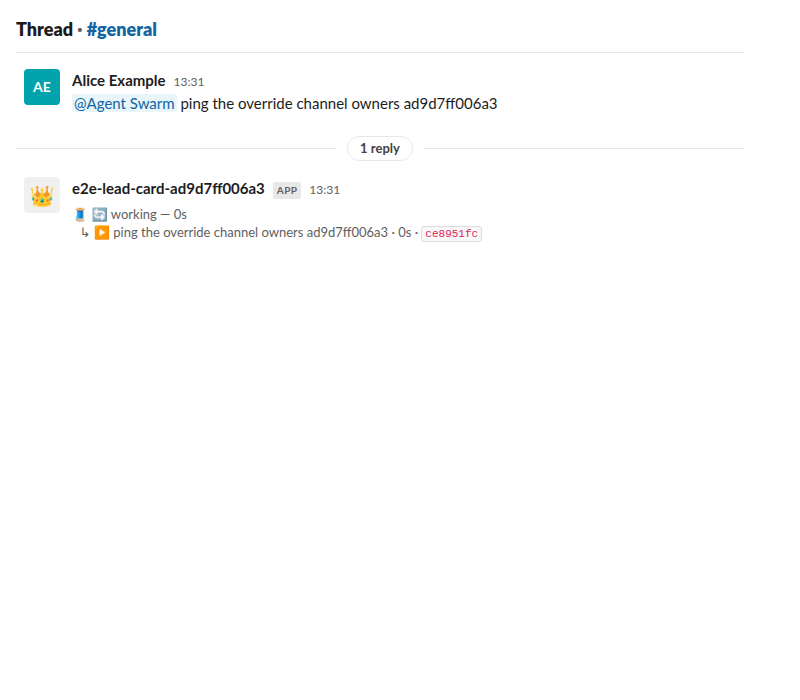 Thread • #general
AE
Alice Example 13:31
@Agent Swarm ping the override channel owners ad9d7ff006a3
1 reply
e2e-lead-card-ad9d7ff006a3 APP 13:31
working — 0s
↳ ping the override channel owners ad9d7ff006a3 · 0s · ce8951fc